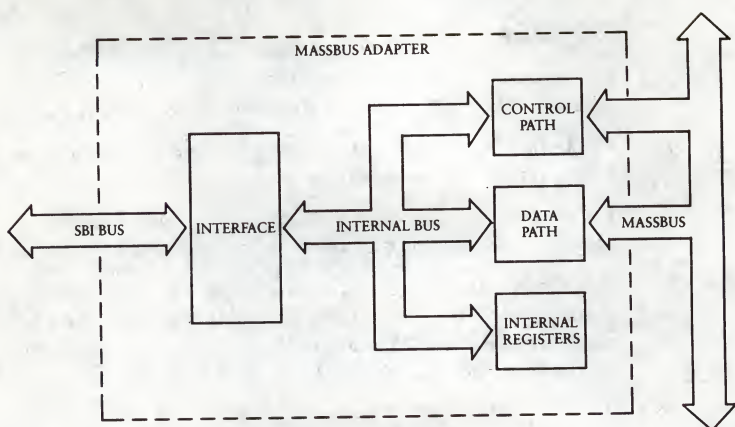 MASSBUS ADAPTER
CONTROL
PATH
SBI BUS
INTERFACE
INTERNAL BUS
DATA
PATH
MASSBUS
INTERNAL
REGISTERS